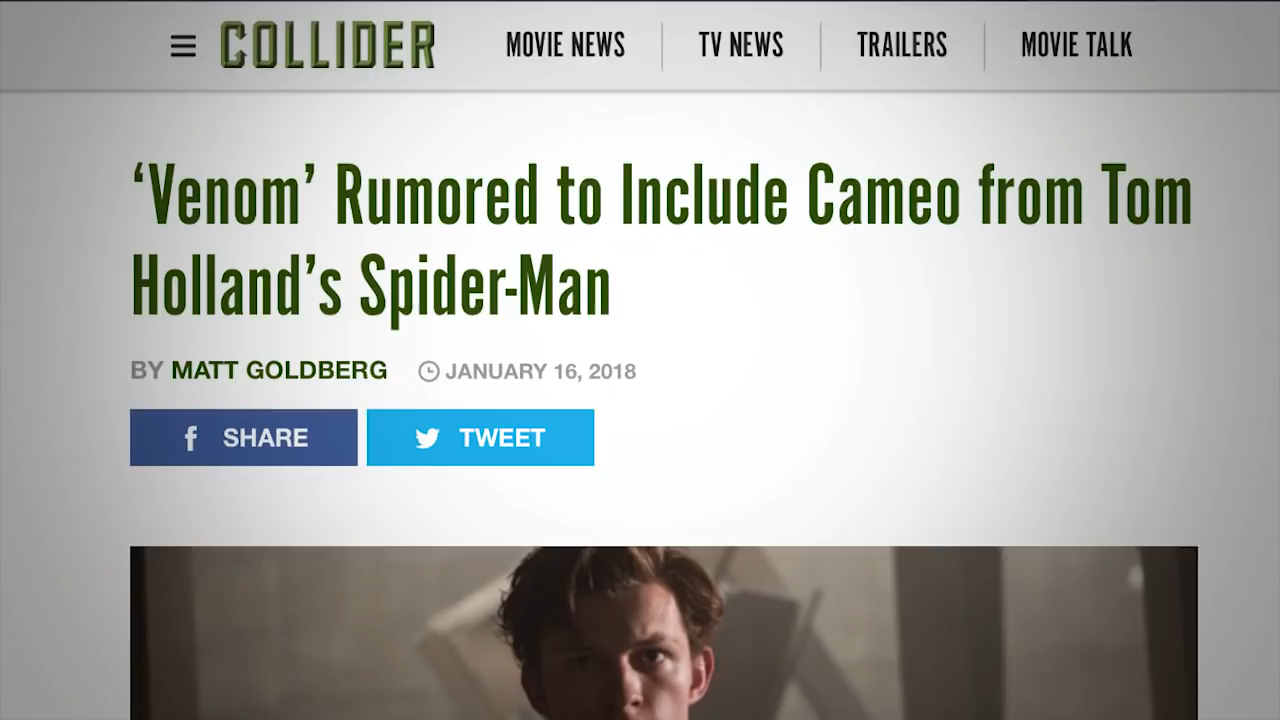 COLLIDER MOVIE NEWS TV NEWS TRAILERS MOVIE TALK
‘Venom’ Rumored to Include Cameo from Tom
Holland’s Spider-Man
BY MATT GOLDBERG JANUARY 16, 2018
SHARE TWEET